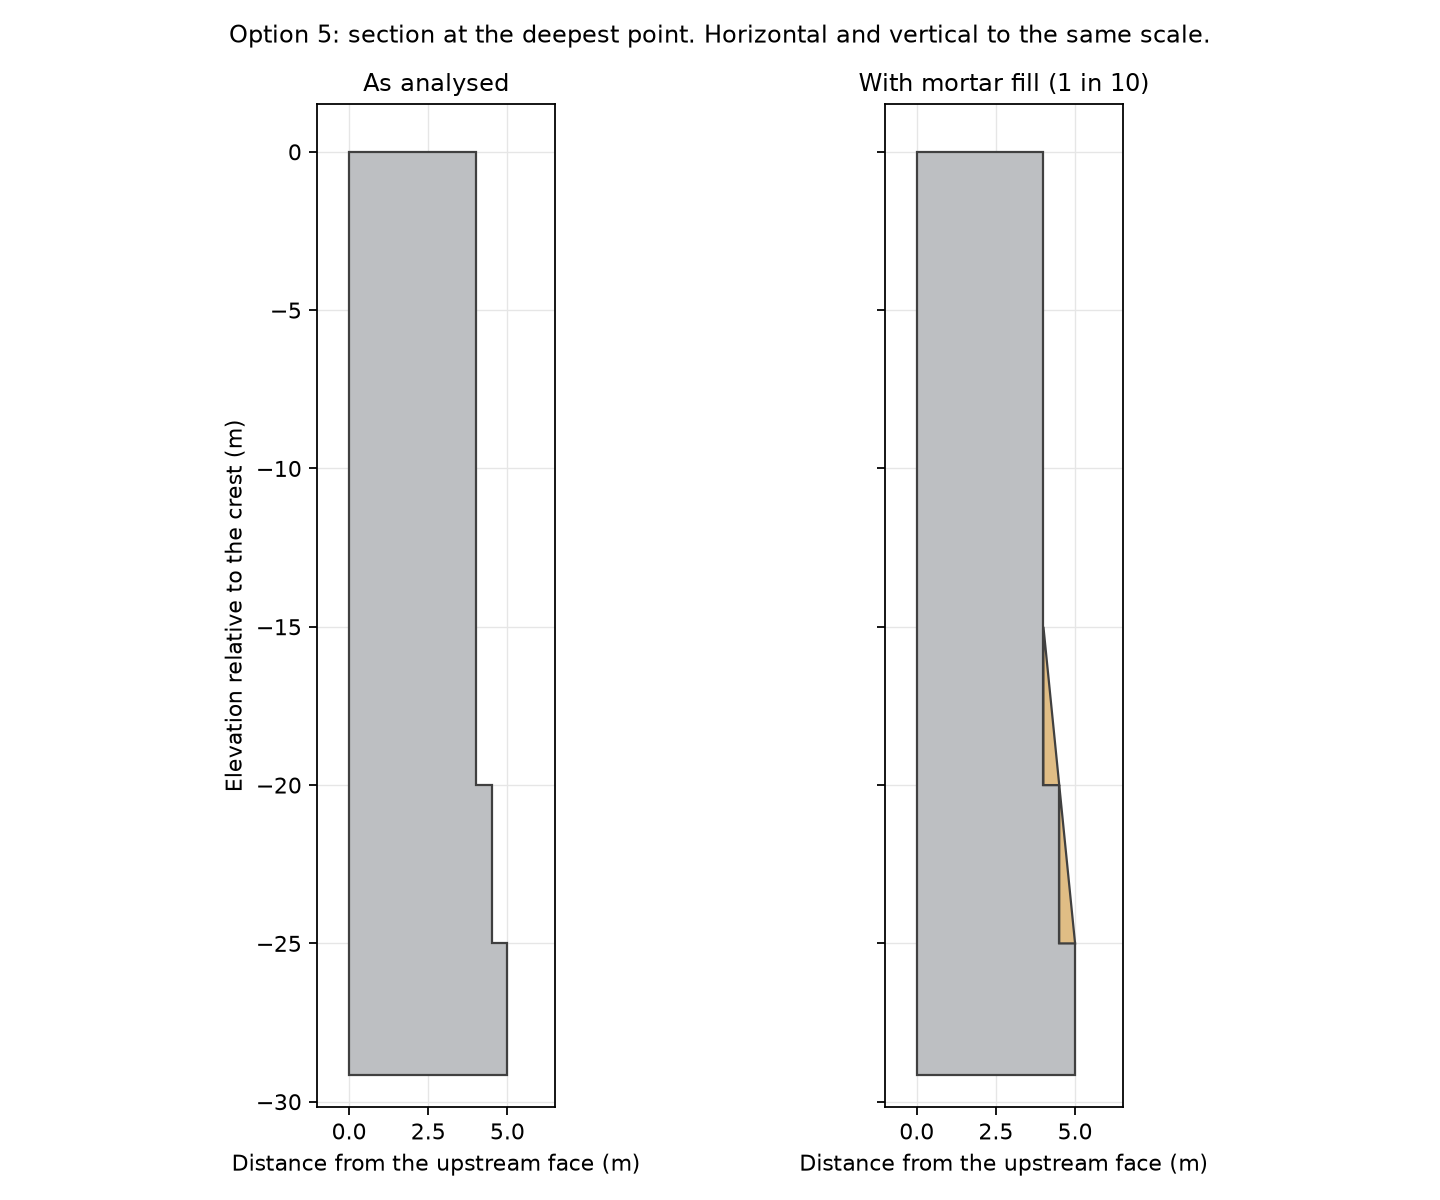 Option 5: section at the deepest point. Horizontal and vertical to the same scale.
As analysed
With mortar fill (1 in 10)
0
−5
−10
−15
−20
−25
−30
Elevation relative to the crest (m)
0.0 2.5 5.0
0.0 2.5 5.0
Distance from the upstream face (m)
Distance from the upstream face (m)